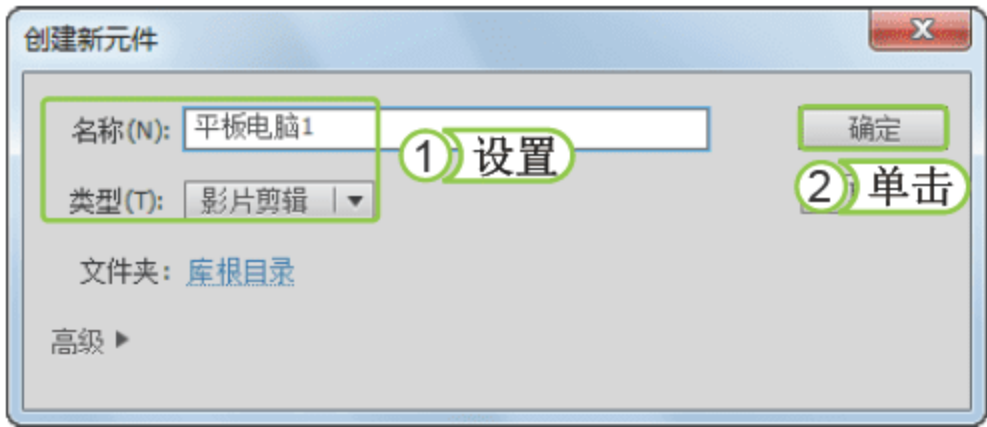 创建新元件
名称(N): 平板电脑1
确定
① 设置
类型(T): 影片剪辑
② 单击
文件夹: 库根目录
高级